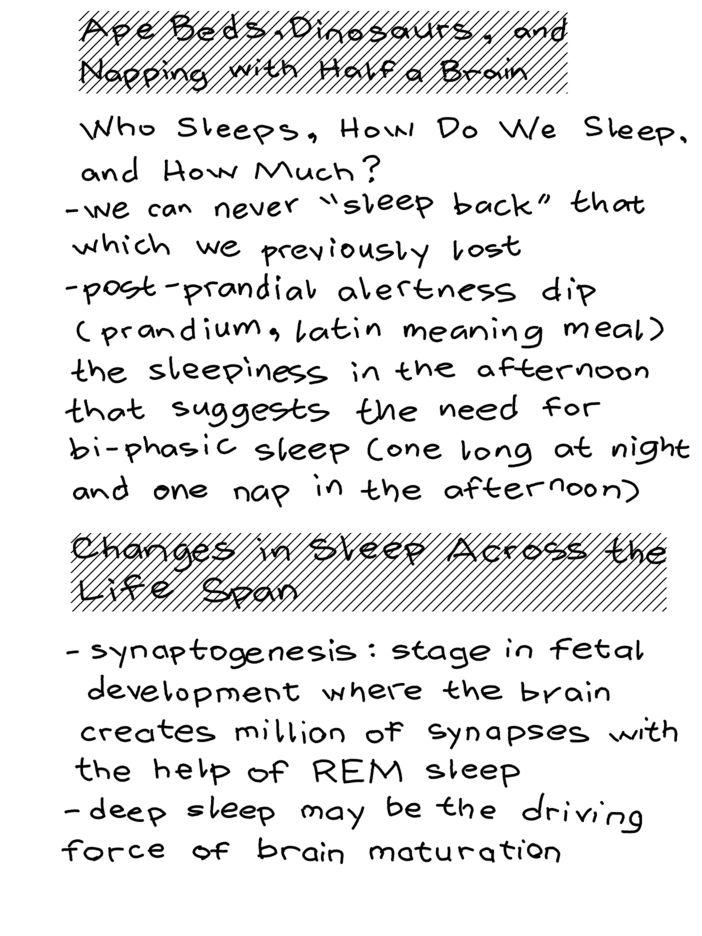 Ape Beds, Dinosaurs, and
Napping with Half a Brain
Who Sleeps, How Do We Sleep,
and How Much?
-we can never "sleep back" that
which we previously lost
-post-prandial alertness dip
(prandium, latin meaning meal)
the sleepiness in the afternoon
that suggests the need for
bi-phasic sleep (one long at night
and one nap in the afternoon)
Changes in Sleep Across the
Life Span
- synaptogenesis: stage in fetal
development where the brain
creates million of synapses with
the help of REM sleep
- deep sleep may be the driving
force of brain maturation